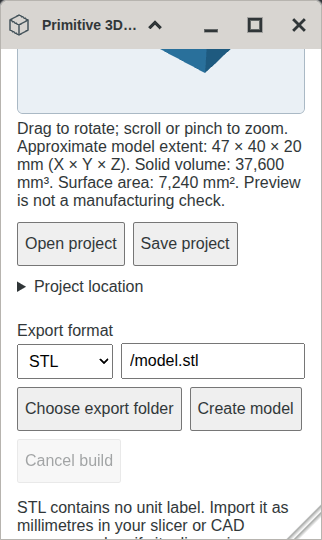 Primitive 3D…
Drag to rotate; scroll or pinch to zoom.
Approximate model extent: 47 × 40 × 20
mm (X × Y × Z). Solid volume: 37,600
mm³. Surface area: 7,240 mm². Preview
is not a manufacturing check.
Open project Save project
Project location
Export format
STL /model.stl
Choose export folder Create model
Cancel build
STL contains no unit label. Import it as
millimetres in your slicer or CAD